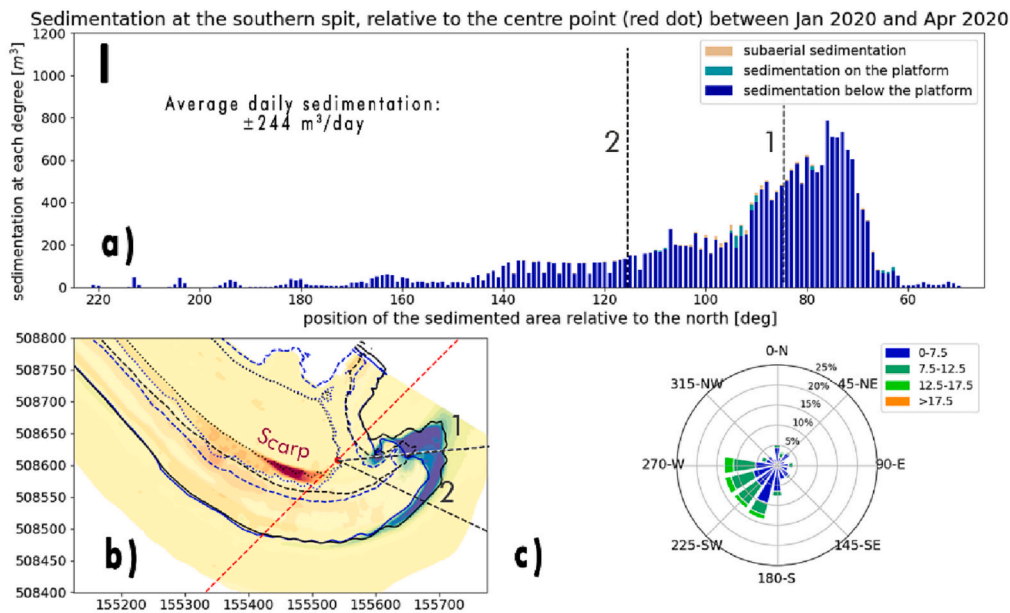 Sedimentation at the southern spit, relative to the centre point (red dot) between Jan 2020 and Apr 2020
sedimentation at each degree [m³]
1200
1000
800
600
400
200
0
I
Average daily sedimentation:
±244 m³/day
a)
2
1
subaerial sedimentation
sedimentation on the platform
sedimentation below the platform
220 200 180 160 140 120 100 80 60
position of the sedimented area relative to the north [deg]
508800
508750
508700
508650
508600
508550
508500
508450
508400
Scarp
1
2
b)
155200 155300 155400 155500 155600 155700
c)
0-N
45-NE
90-E
145-SE
180-S
225-SW
270-W
315-NW
5%
10%
15%
20%
25%
0-7.5
7.5-12.5
12.5-17.5
>17.5